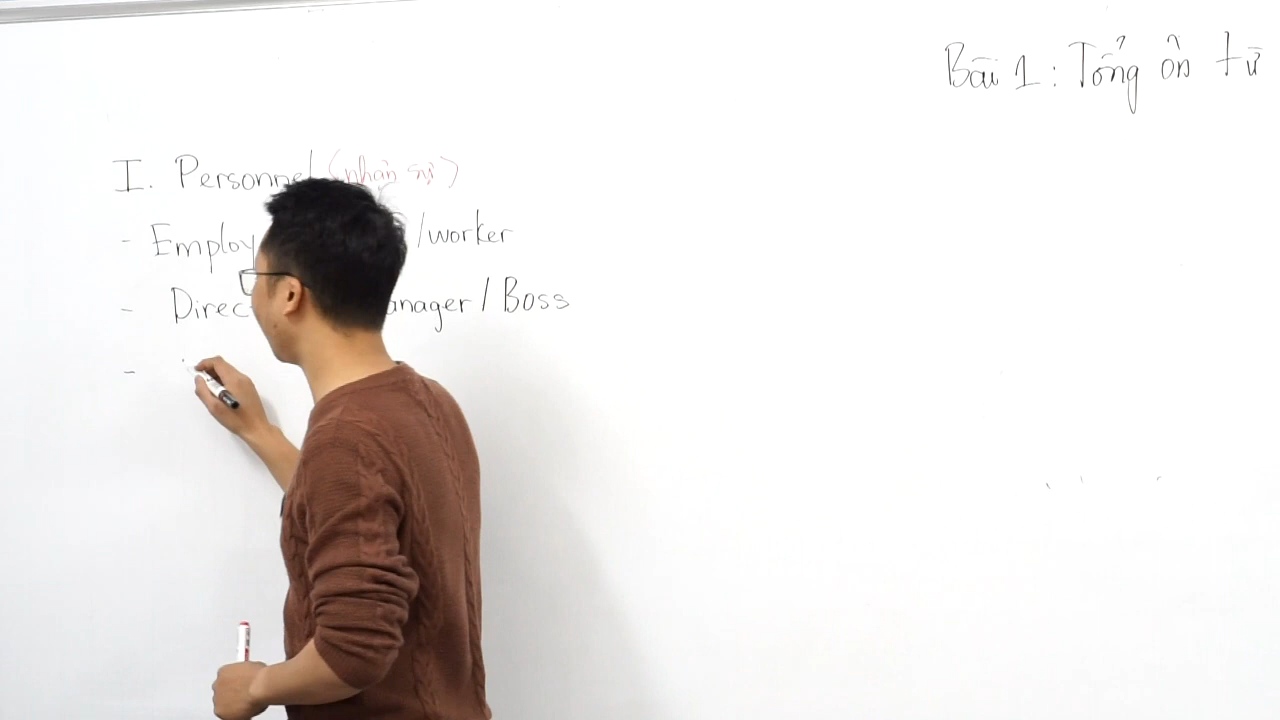 Bài 1: Tổng ôn từ
I. Personnel (nhân sự)
- Employ /worker
- Direc anager / Boss
-